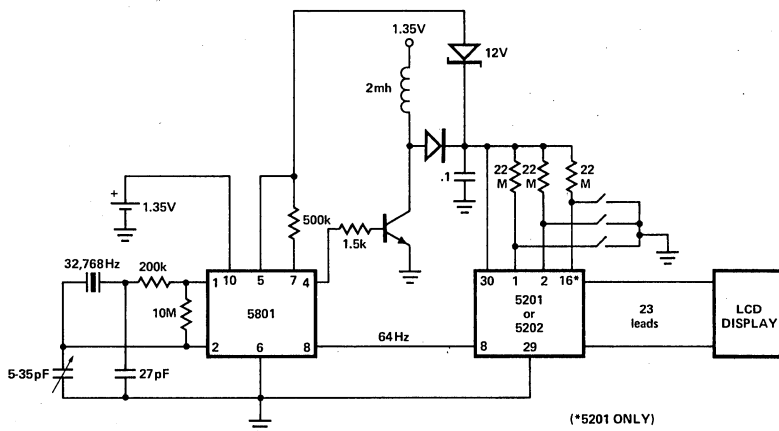 1.35V
12V
2mh
.1
22
M
22
M
22
M
+
1.35V
500k
1.5k
32,768Hz
200k
10M
1
10
5
7
4
5801
2
6
8
64Hz
30
1
2
16*
5201
or
5202
8
29
23
leads
LCD
DISPLAY
5-35pF
27pF
(*5201 ONLY)